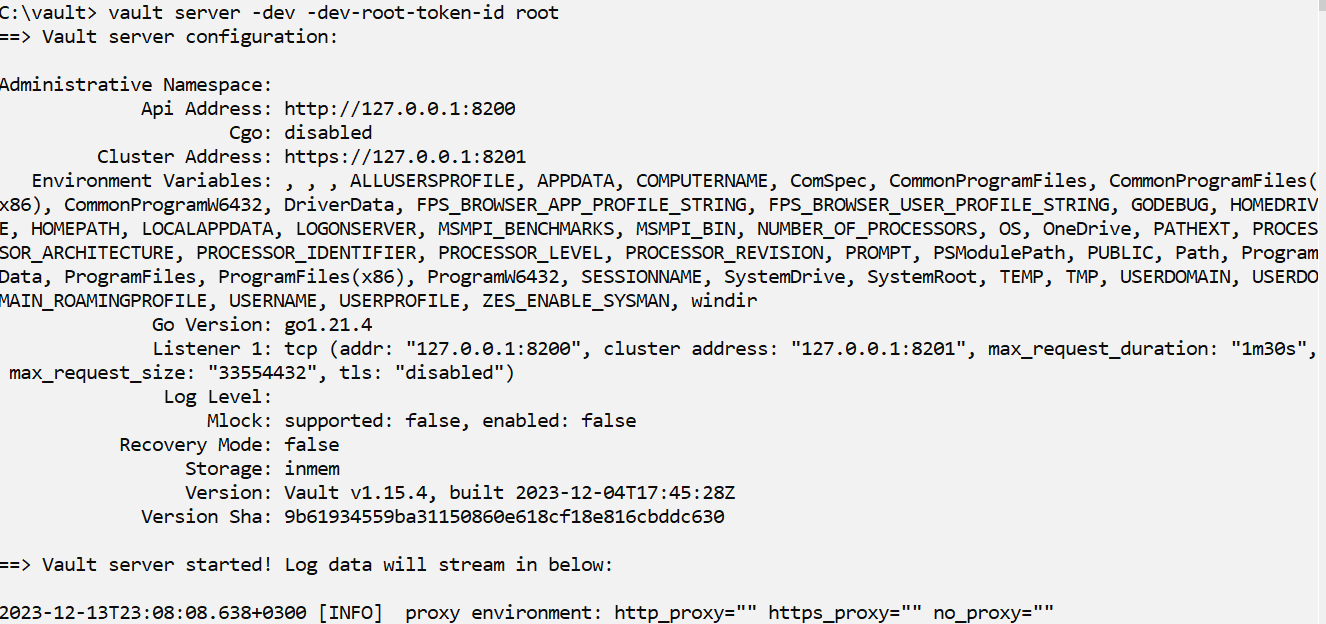 C:\vault> vault server -dev -dev-root-token-id root
==> Vault server configuration:
Administrative Namespace:
Api Address: http://127.0.0.1:8200
Cgo: disabled
Cluster Address: https://127.0.0.1:8201
Environment Variables: , , , ALLUSERSPROFILE, APPDATA, COMPUTERNAME, ComSpec, CommonProgramFiles, CommonProgramFiles(
x86), CommonProgramW6432, DriverData, FPS_BROWSER_APP_PROFILE_STRING, FPS_BROWSER_USER_PROFILE_STRING, GODEBUG, HOMEDRIV
E, HOMEPATH, LOCALAPPDATA, LOGONSERVER, MSMPI_BENCHMARKS, MSMPI_BIN, NUMBER_OF_PROCESSORS, OS, OneDrive, PATHEXT, PROCES
SOR_ARCHITECTURE, PROCESSOR_IDENTIFIER, PROCESSOR_LEVEL, PROCESSOR_REVISION, PROMPT, PSModulePath, PUBLIC, Path, Program
Data, ProgramFiles, ProgramFiles(x86), ProgramW6432, SESSIONNAME, SystemDrive, SystemRoot, TEMP, TMP, USERDOMAIN, USERDO
MAIN_ROAMINGPROFILE, USERNAME, USERPROFILE, ZES_ENABLE_SYSMAN, windir
Go Version: go1.21.4
Listener 1: tcp (addr: "127.0.0.1:8200", cluster address: "127.0.0.1:8201", max_request_duration: "1m30s",
max_request_size: "33554432", tls: "disabled")
Log Level:
Mlock: supported: false, enabled: false
Recovery Mode: false
Storage: inmem
Version: Vault v1.15.4, built 2023-12-04T17:45:28Z
Version Sha: 9b61934559ba31150860e618cf18e816cbddc630
==> Vault server started! Log data will stream in below:
2023-12-13T23:08:08.638+0300 [INFO]  proxy environment: http_proxy="" https_proxy="" no_proxy=""